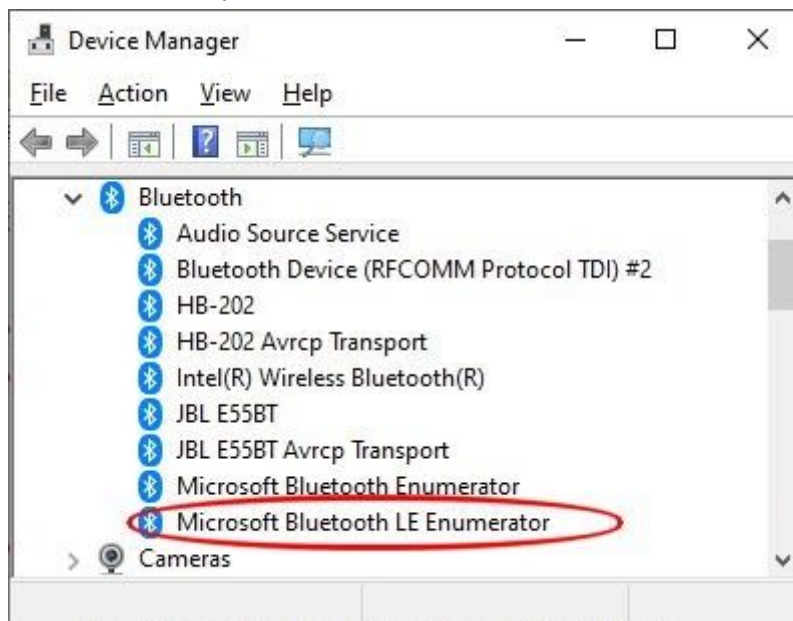 Device Manager
File Action View Help
Bluetooth
Audio Source Service
Bluetooth Device (RFCOMM Protocol TDI) #2
HB-202
HB-202 Avrcp Transport
Intel(R) Wireless Bluetooth(R)
JBL E55BT
JBL E55BT Avrcp Transport
Microsoft Bluetooth Enumerator
Microsoft Bluetooth LE Enumerator
Cameras